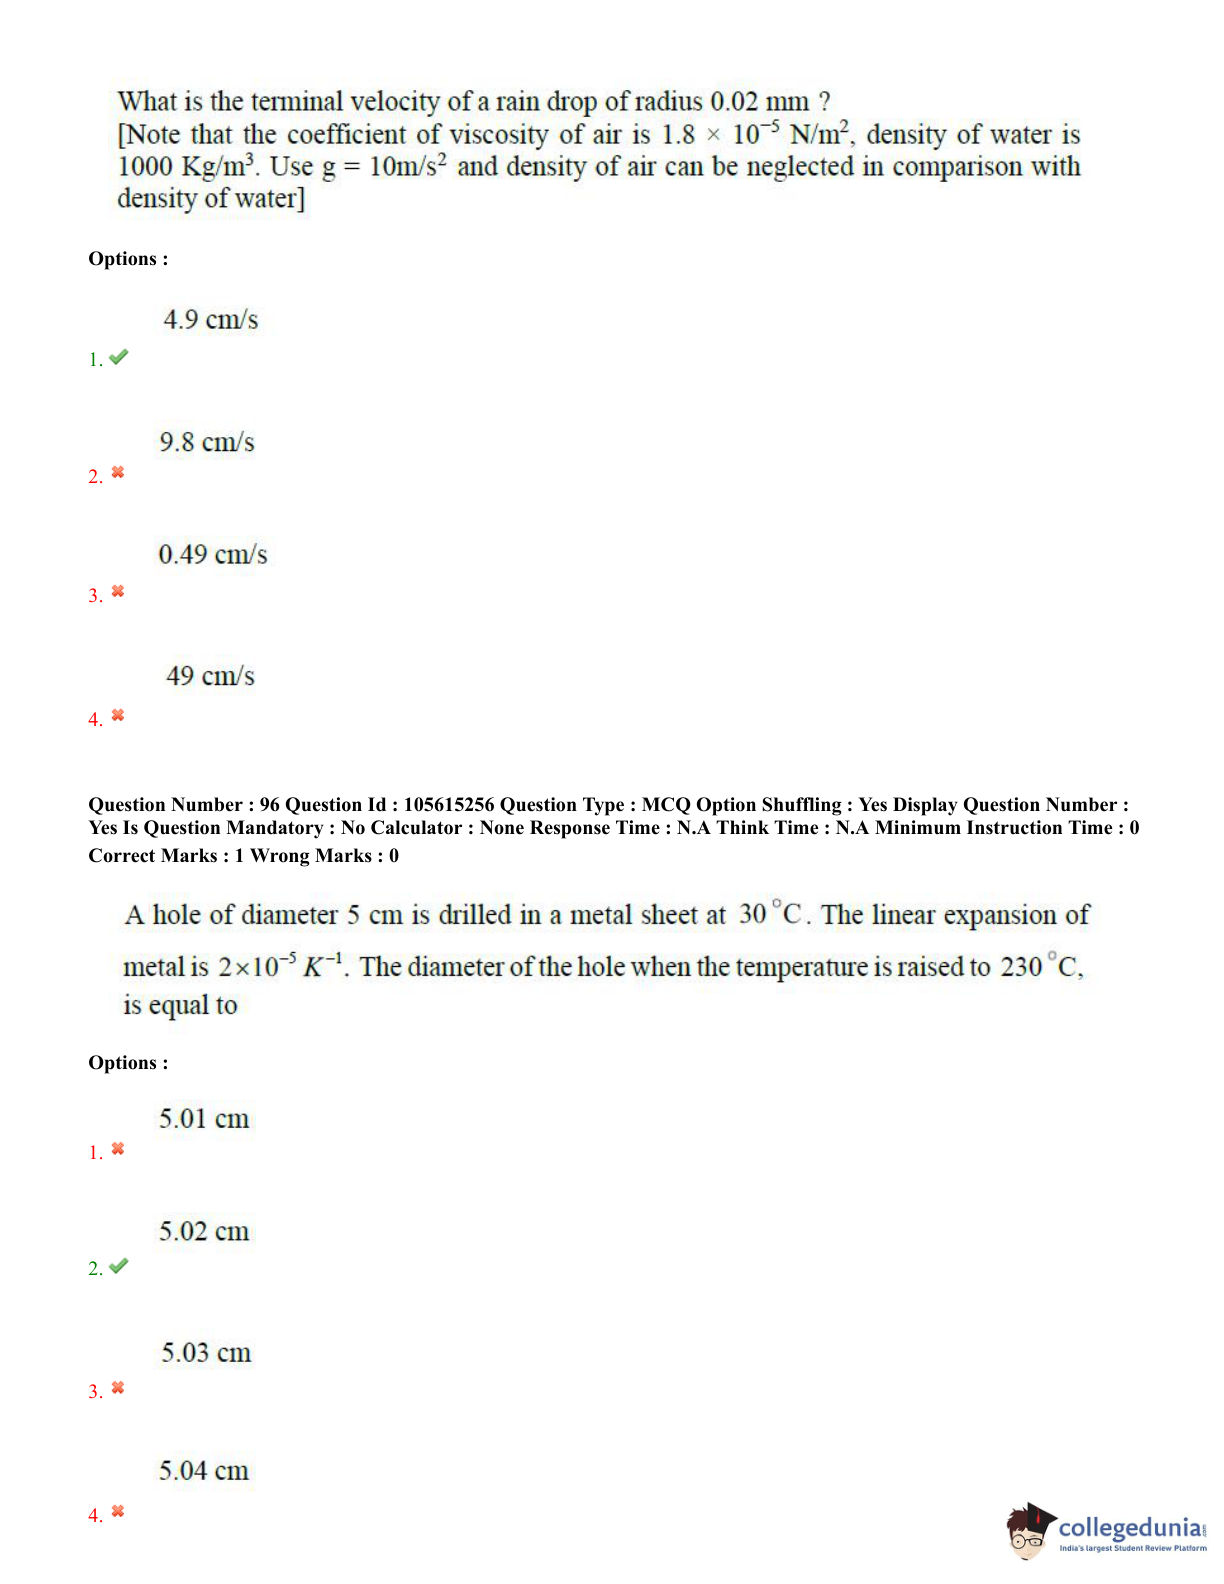 What is the terminal velocity of a rain drop of radius 0.02 mm ?
[Note that the coefficient of viscosity of air is 1.8 × 10⁻⁵ N/m², density of water is
1000 Kg/m³. Use g = 10m/s² and density of air can be neglected in comparison with
density of water]
Options :
4.9 cm/s
1.
9.8 cm/s
2.
0.49 cm/s
3.
49 cm/s
4.
Question Number : 96 Question Id : 105615256 Question Type : MCQ Option Shuffling : Yes Display Question Number :
Yes Is Question Mandatory : No Calculator : None Response Time : N.A Think Time : N.A Minimum Instruction Time : 0
Correct Marks : 1 Wrong Marks : 0
A hole of diameter 5 cm is drilled in a metal sheet at 30 °C. The linear expansion of
metal is 2×10⁻⁵ K⁻¹. The diameter of the hole when the temperature is raised to 230 °C,
is equal to
Options :
5.01 cm
1.
5.02 cm
2.
5.03 cm
3.
5.04 cm
4.
collegedunia
India's largest Student Review Platform